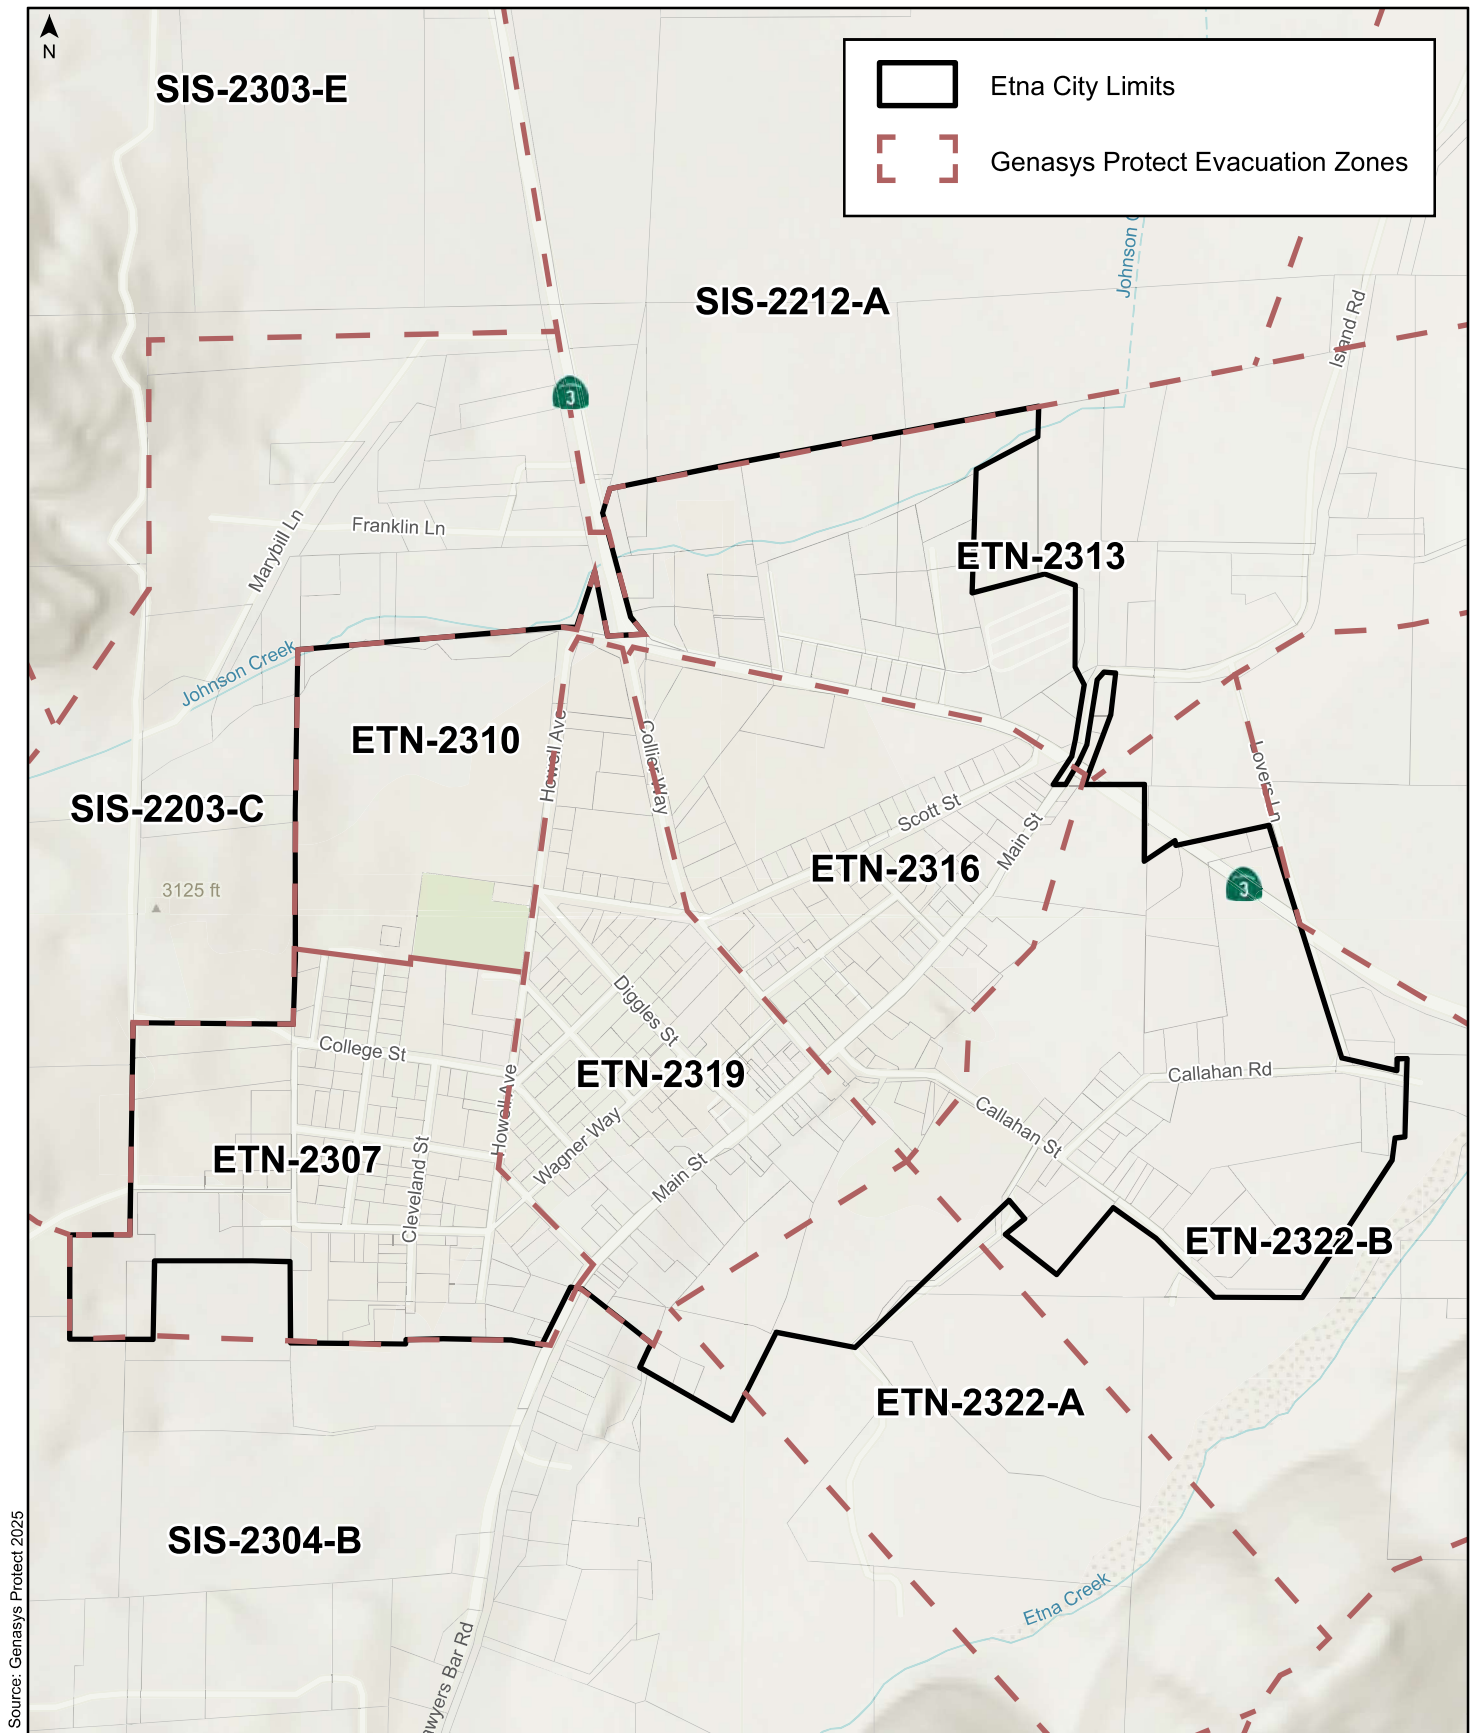 N
SIS-2303-E
Etna City Limits
Genasys Protect Evacuation Zones
Johnson
SIS-2212-A
Island Rd
3
Marybill Ln
Franklin Ln
ETN-2313
Johnson Creek
ETN-2310
Howell Ave
Collier Way
Lovers Ln
SIS-2203-C
Scott St
Main St
ETN-2316
3125 ft
3
Diggles St
College St
ETN-2319
Callahan Rd
Howell Ave
Callahan St
ETN-2307
Cleveland St
Wagner Way
Main St
ETN-2322-B
ETN-2322-A
SIS-2304-B
Etna Creek
wyers Bar Rd
Source: Genasys Protect 2025